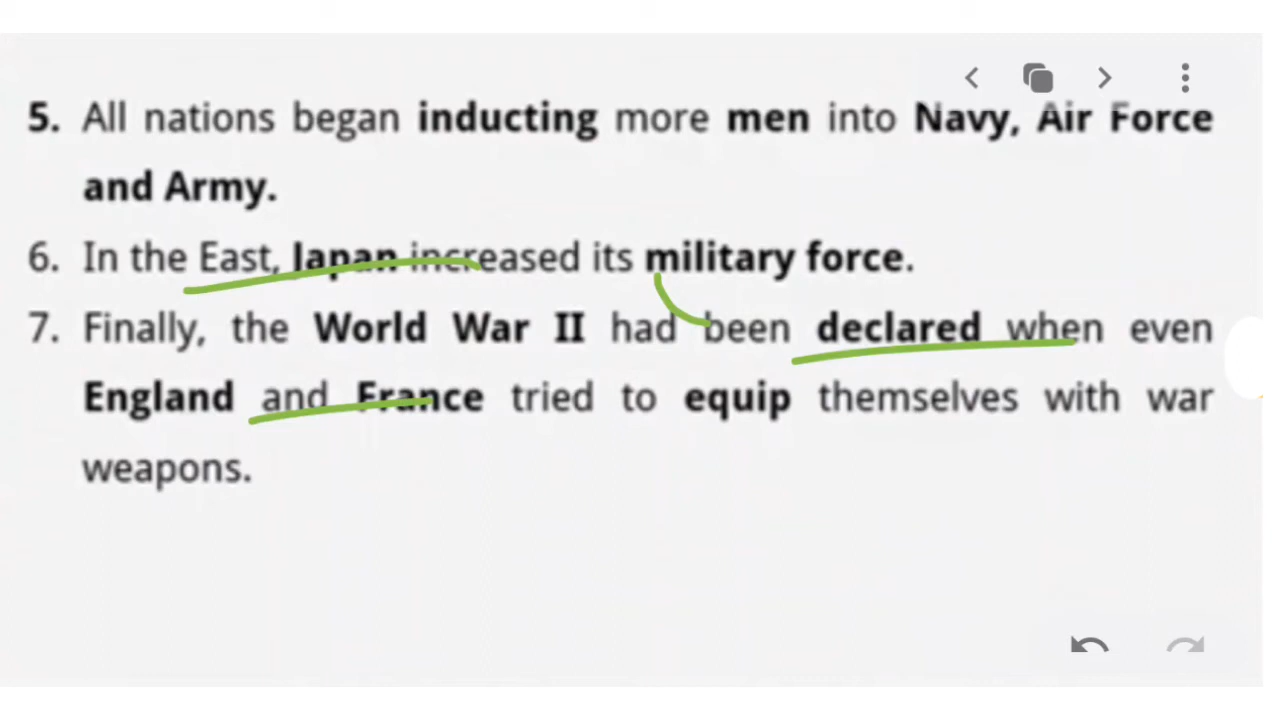 5. All nations began inducting more men into Navy, Air Force
and Army.
6. In the East, Japan increased its military force.
7. Finally, the World War II had been declared when even
England and France tried to equip themselves with war
weapons.